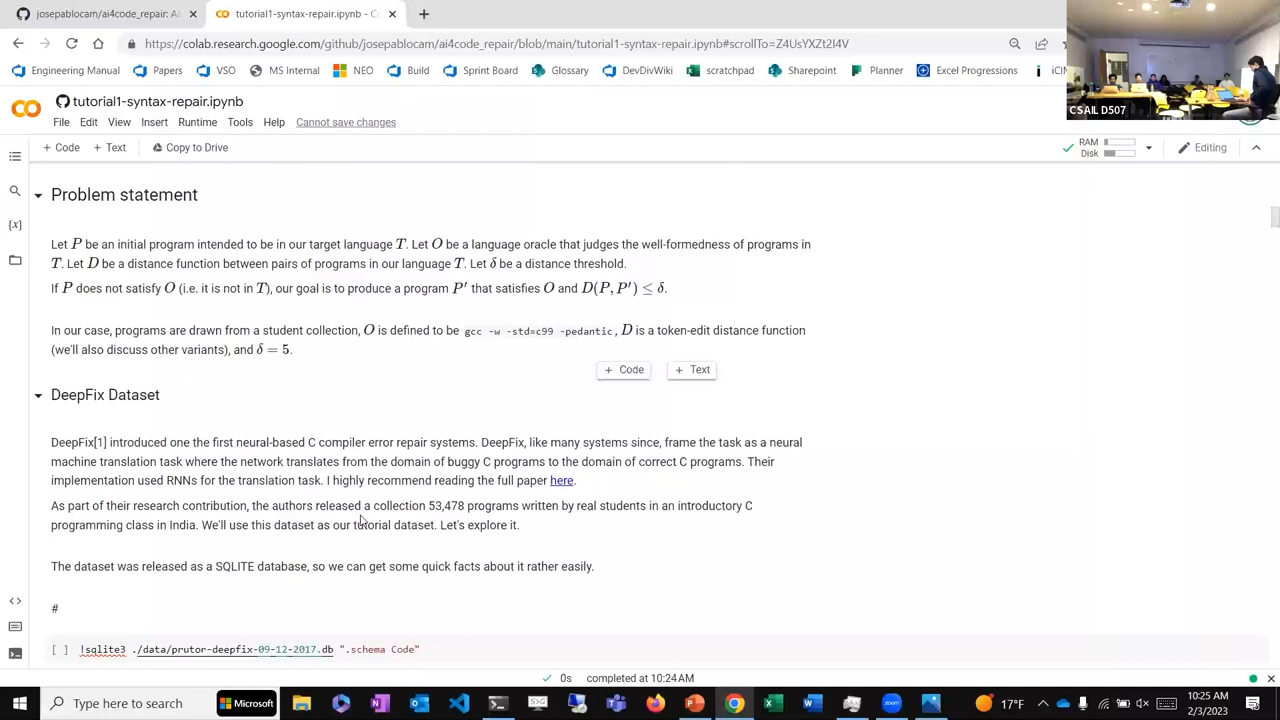 josepablocam/ai4code_repair: A
tutorial1-syntax-repair.ipynb - C
https://colab.research.google.com/github/josepablocam/ai4code_repair/blob/main/tutorial1-syntax-repair.ipynb#scrollTo=Z4UsYXZt2I4V
Engineering Manual Papers VSO MS Internal NEO Build Sprint Board Glossary DevDivWiki scratchpad Sharepoint Planner Excel Progressions
CSAIL D507
tutorial1-syntax-repair.ipynb
File Edit View Insert Runtime Tools Help Cannot save changes
+ Code + Text Copy to Drive
RAM
Disk
Editing
Problem statement
Let P be an initial program intended to be in our target language T. Let O be a language oracle that judges the well-formedness of programs in
T. Let D be a distance function between pairs of programs in our language T. Let δ be a distance threshold.
If P does not satisfy O (i.e. it is not in T), our goal is to produce a program P′ that satisfies O and D(P, P′) ≤ δ.
In our case, programs are drawn from a student collection, O is defined to be gcc -w -std=c99 -pedantic, D is a token-edit distance function
(we'll also discuss other variants), and δ = 5.
+ Code + Text
DeepFix Dataset
DeepFix[1] introduced one the first neural-based C compiler error repair systems. DeepFix, like many systems since, frame the task as a neural
machine translation task where the network translates from the domain of buggy C programs to the domain of correct C programs. Their
implementation used RNNs for the translation task. I highly recommend reading the full paper here.
As part of their research contribution, the authors released a collection 53,478 programs written by real students in an introductory C
programming class in India. We'll use this dataset as our tutorial dataset. Let's explore it.
The dataset was released as a SQLITE database, so we can get some quick facts about it rather easily.
#
[ ] !sqlite3 ./data/prutor-deepfix-09-12-2017.db ".schema Code"
0s completed at 10:24 AM
Type here to search
Microsoft
17°F
10:25 AM
2/3/2023